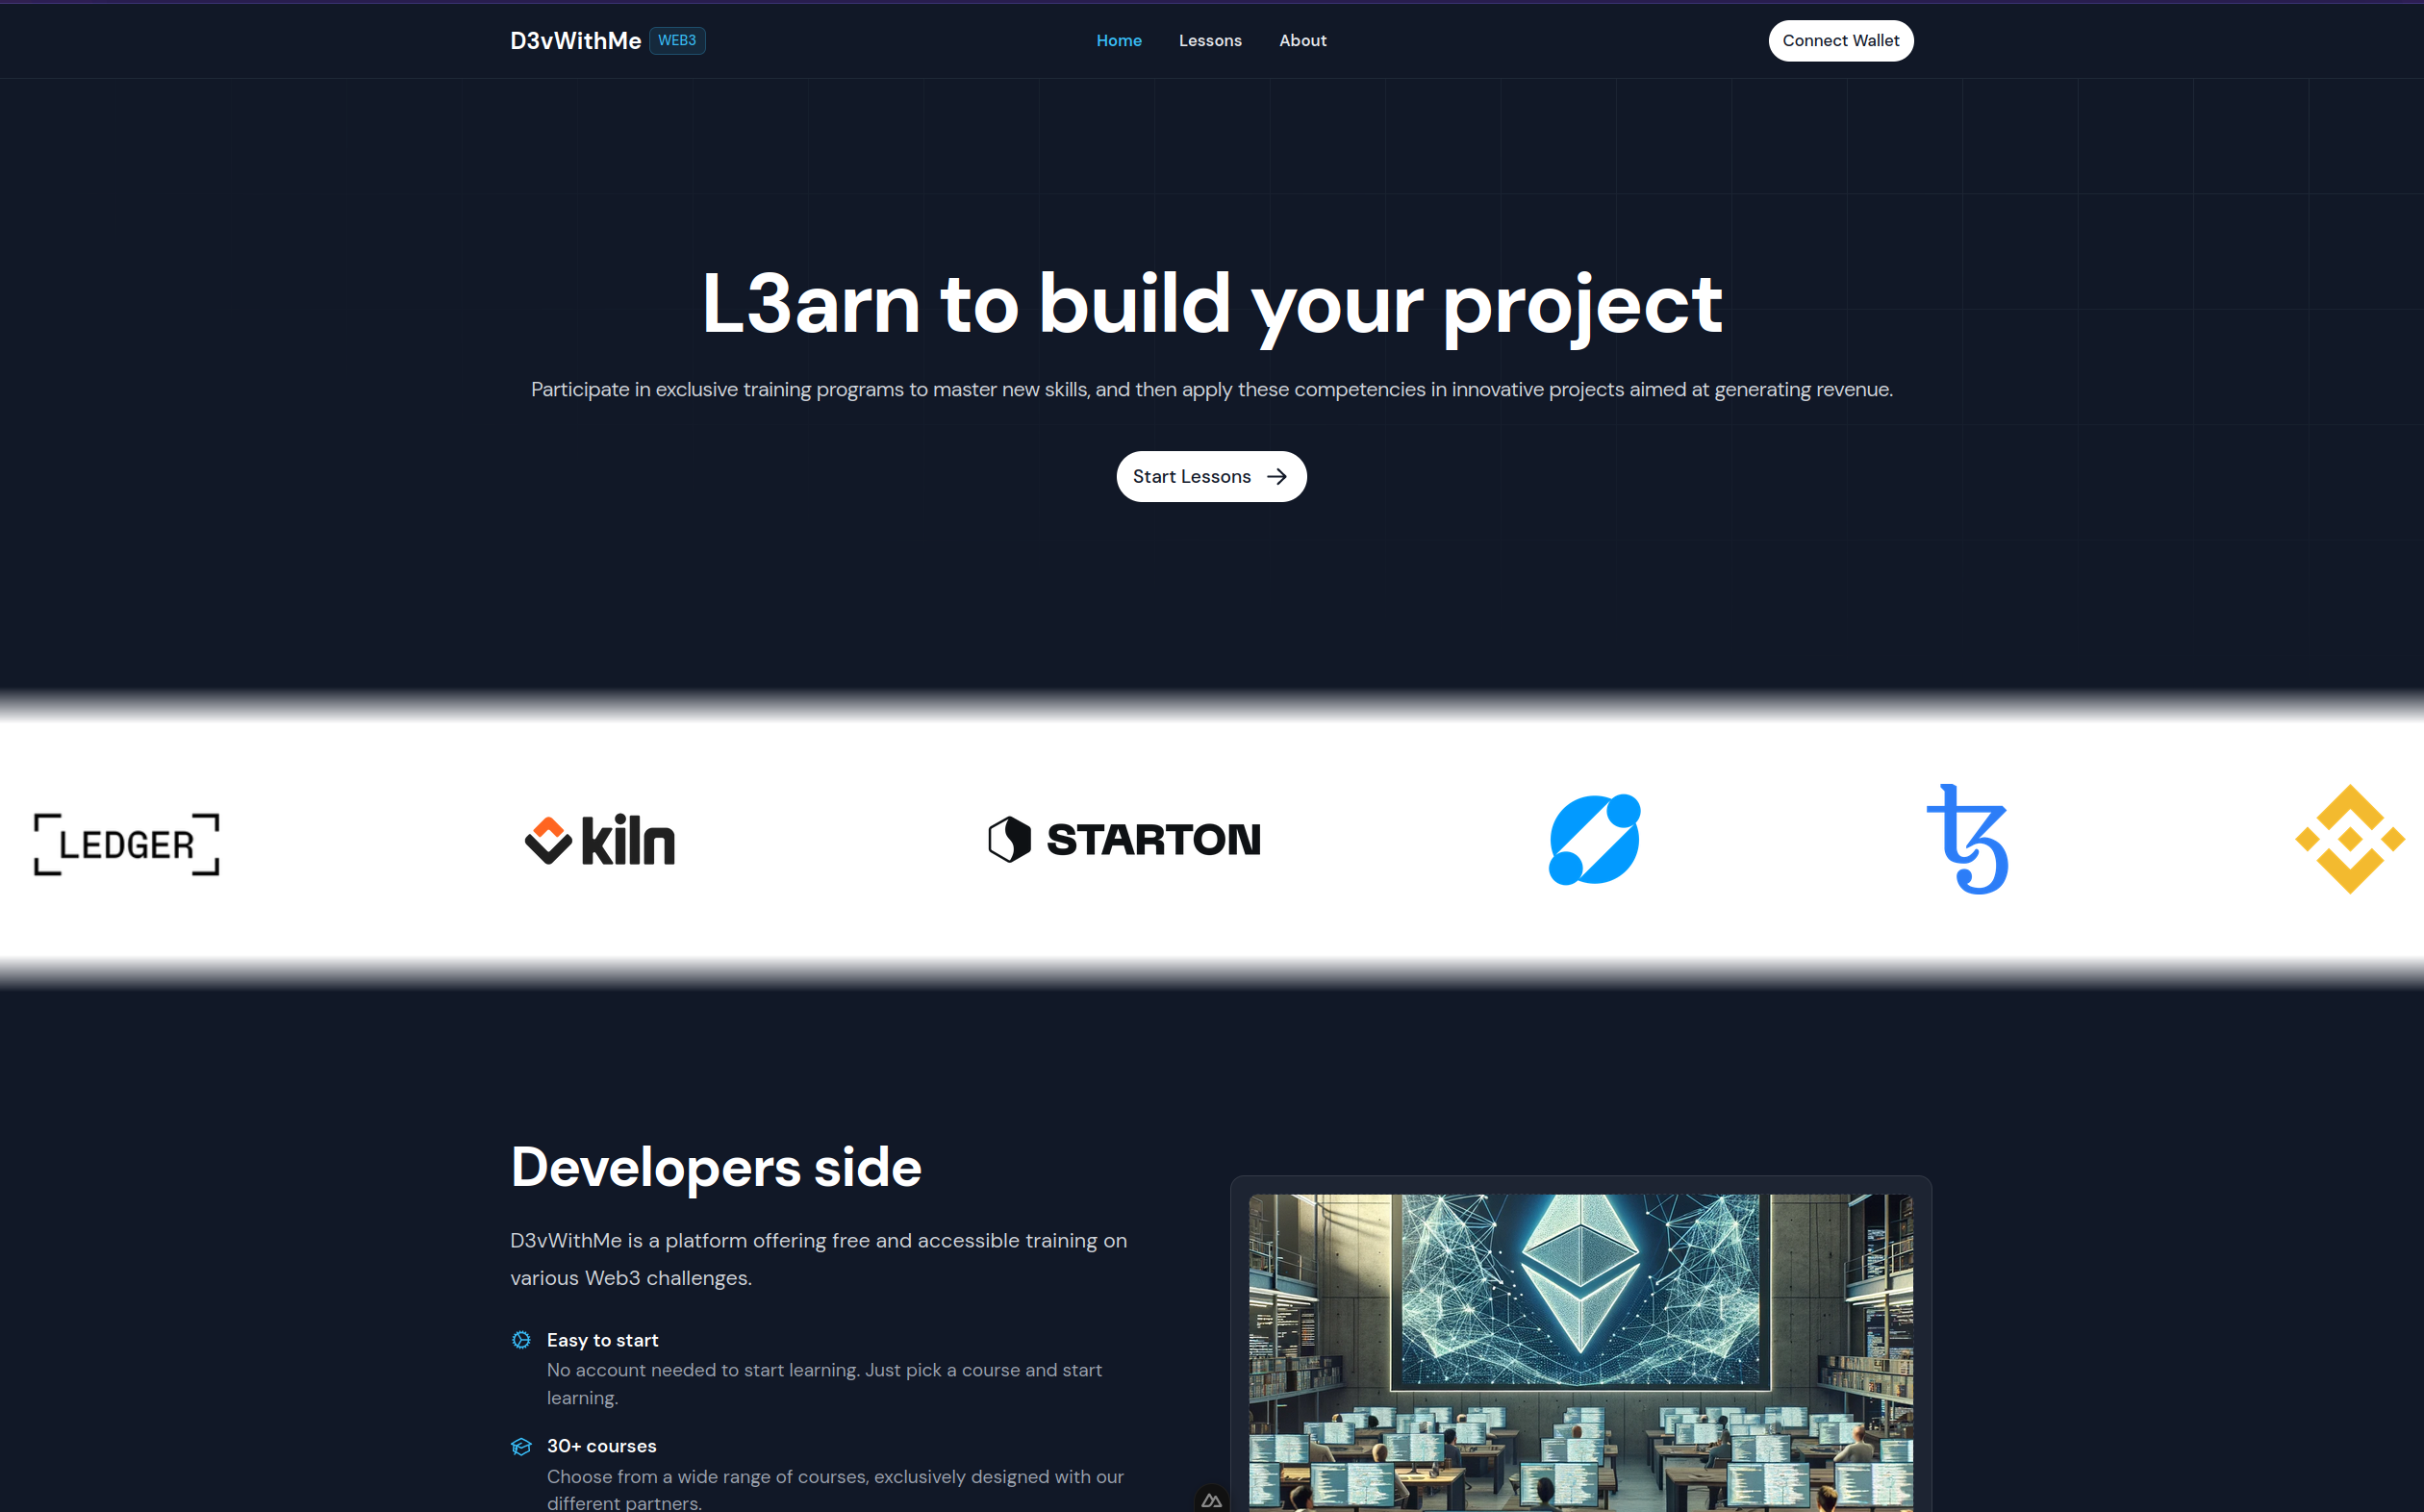 D3vWithMe WEB3 Home Lessons About Connect Wallet
L3arn to build your project
Participate in exclusive training programs to master new skills, and then apply these competencies in innovative projects aimed at generating revenue.
Start Lessons
LEDGER kiln STARTON
Developers side
D3vWithMe is a platform offering free and accessible training on
various Web3 challenges.
Easy to start
No account needed to start learning. Just pick a course and start
learning.
30+ courses
Choose from a wide range of courses, exclusively designed with our
different partners.